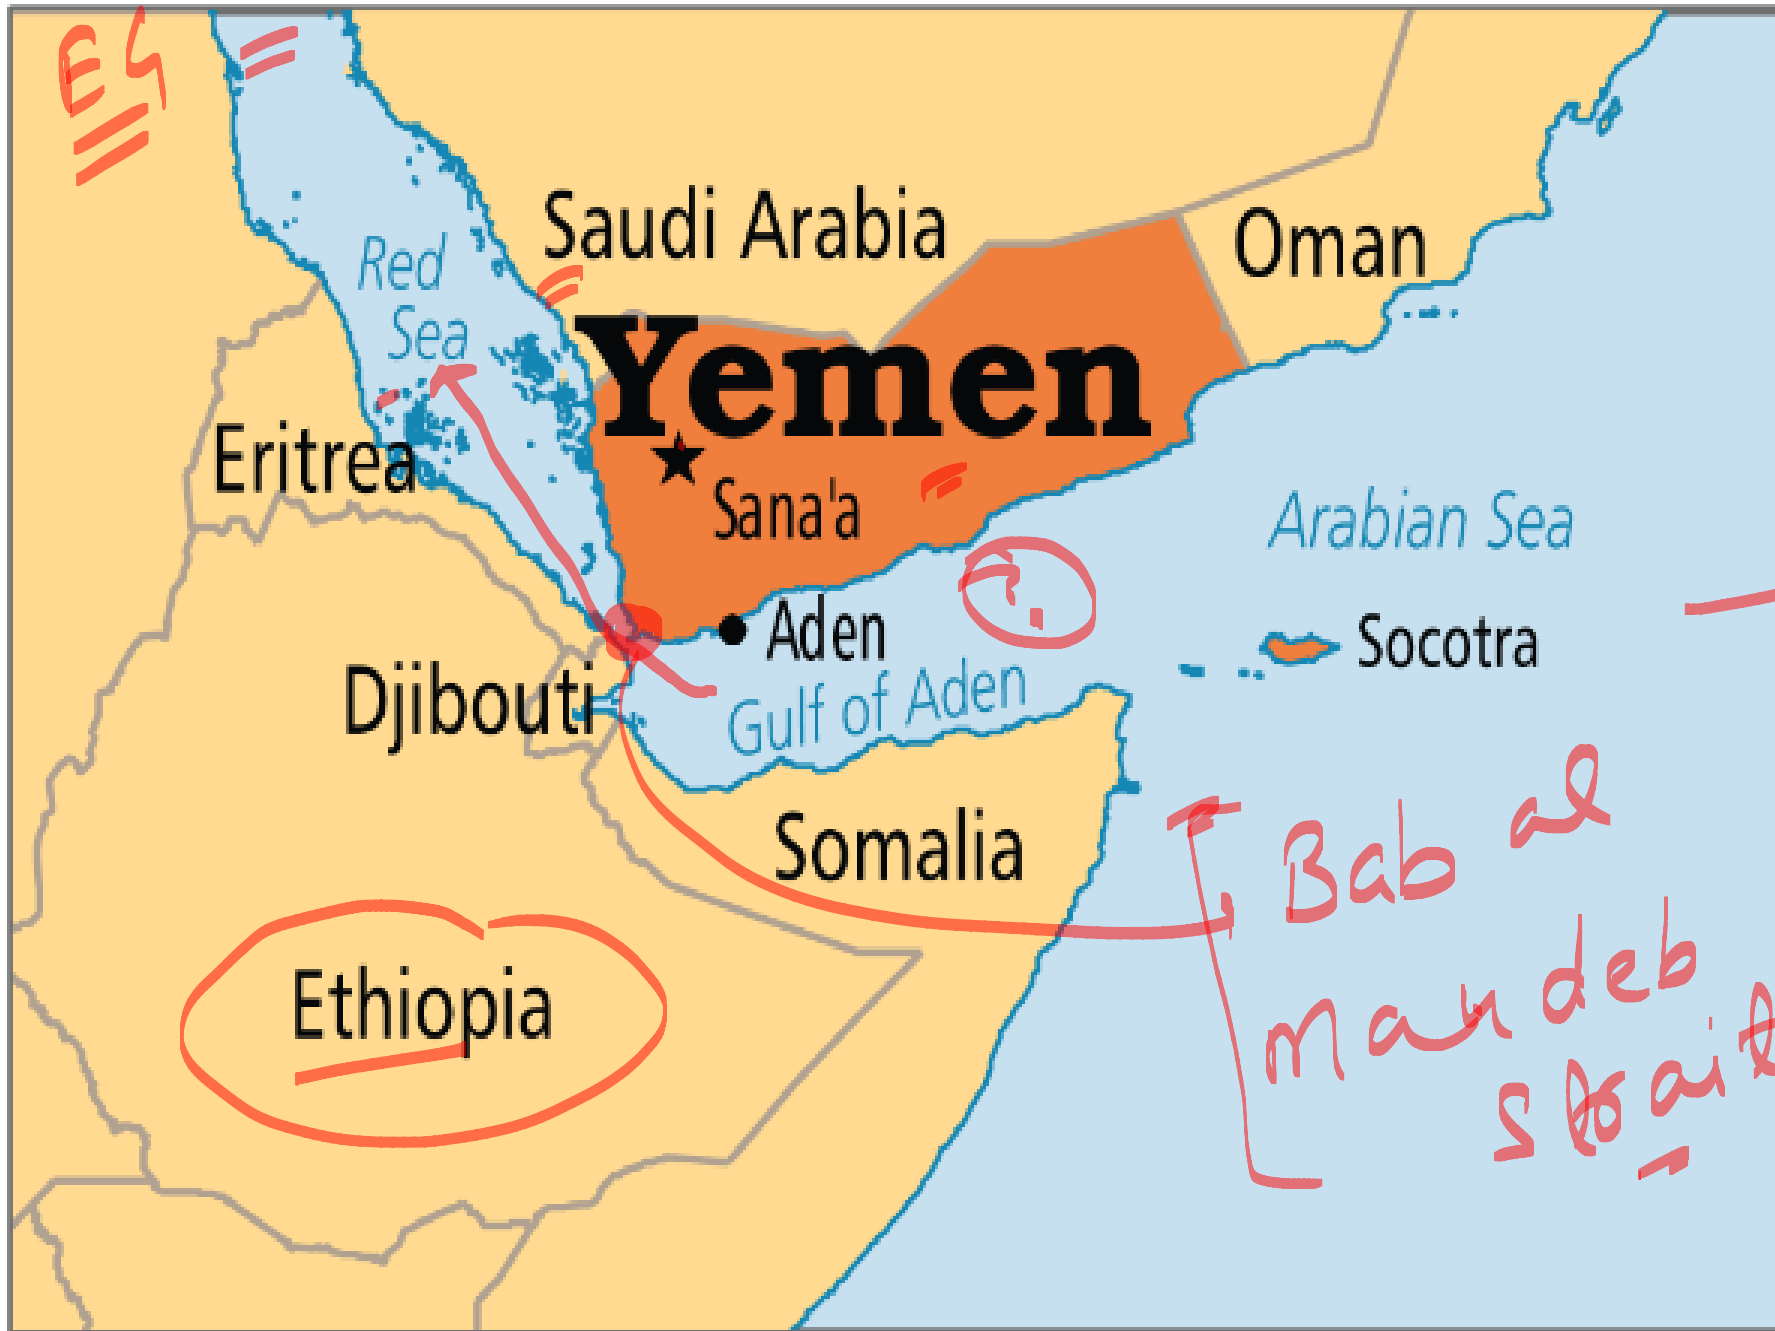 Saudi Arabia
Oman
Red
Sea
Yemen
Eritrea
Sana'a
Arabian Sea
?
Aden
Socotra
Djibouti
Gulf of Aden
Somalia
Bab al
Mandeb
strait
Ethiopia